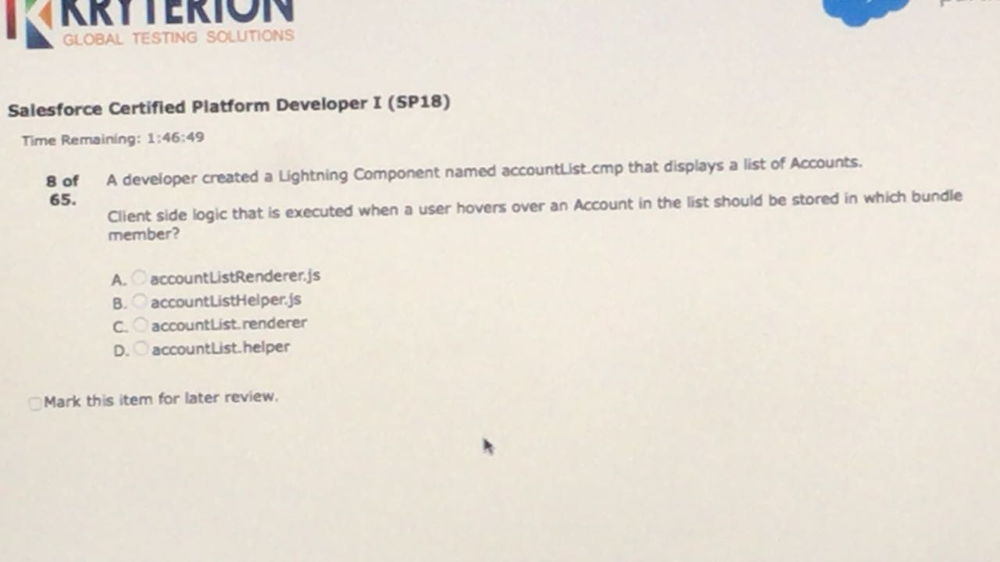 KRYTERION
GLOBAL TESTING SOLUTIONS
Salesforce Certified Platform Developer I (SP18)
Time Remaining: 1:46:49
8 of 65.
A developer created a Lightning Component named accountList.cmp that displays a list of Accounts.
Client side logic that is executed when a user hovers over an Account in the list should be stored in which bundle
member?
A. accountListRenderer.js
B. accountListHelper.js
C. accountList.renderer
D. accountList.helper
Mark this item for later review.